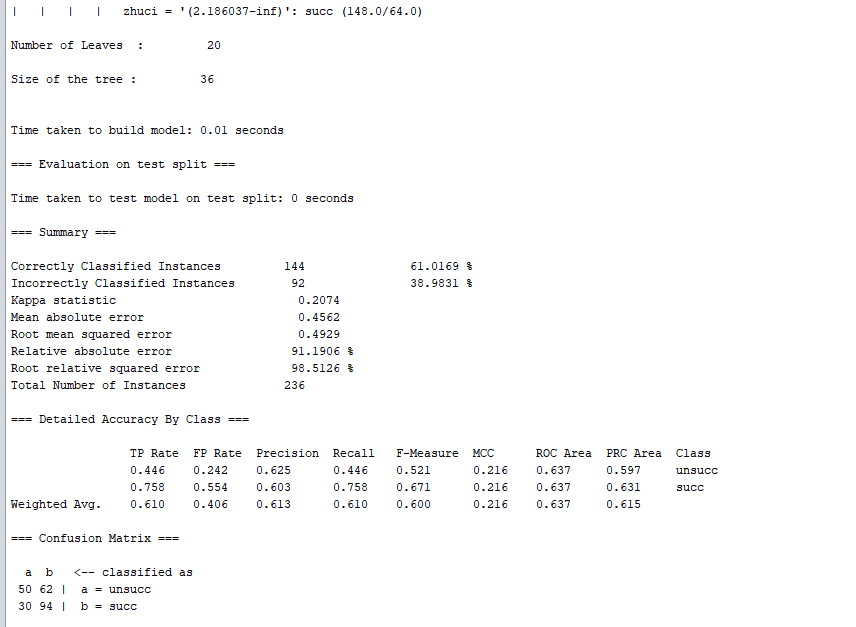 |   |   |   |   zhuci = '(2.186037-inf)': succ (148.0/64.0)
Number of Leaves  :         20
Size of the tree :         36
Time taken to build model: 0.01 seconds
=== Evaluation on test split ===
Time taken to test model on test split: 0 seconds
=== Summary ===
Correctly Classified Instances         144               61.0169 %
Incorrectly Classified Instances        92               38.9831 %
Kappa statistic                          0.2074
Mean absolute error                      0.4562
Root mean squared error                  0.4929
Relative absolute error                 91.1906 %
Root relative squared error             98.5126 %
Total Number of Instances              236
=== Detailed Accuracy By Class ===
                 TP Rate  FP Rate  Precision  Recall   F-Measure  MCC      ROC Area  PRC Area  Class
                 0.446    0.242    0.625      0.446    0.521      0.216    0.637     0.597     unsucc
                 0.758    0.554    0.603      0.758    0.671      0.216    0.637     0.631     succ
Weighted Avg.    0.610    0.406    0.613      0.610    0.600      0.216    0.637     0.615
=== Confusion Matrix ===
  a  b   <-- classified as
 50 62 |  a = unsucc
 30 94 |  b = succ